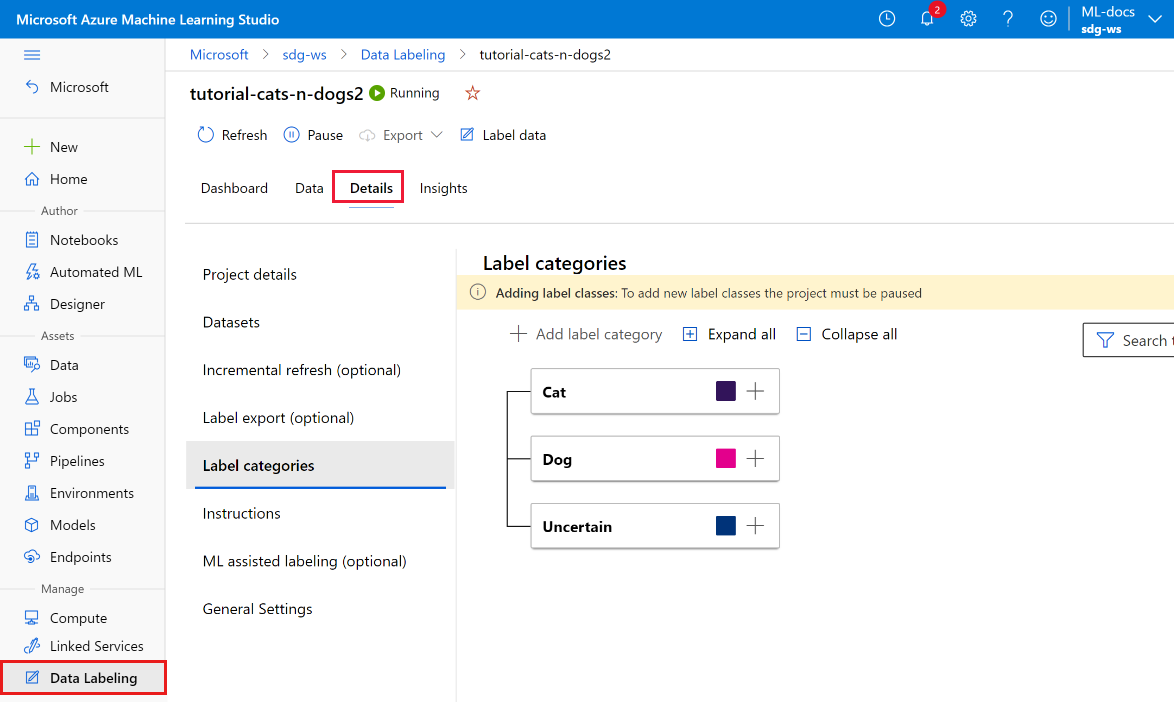 Microsoft Azure Machine Learning Studio
2
ML-docs
sdg-ws
Microsoft
New
Home
Author
Notebooks
Automated ML
Designer
Assets
Data
Jobs
Components
Pipelines
Environments
Models
Endpoints
Manage
Compute
Linked Services
Data Labeling
Microsoft > sdg-ws > Data Labeling > tutorial-cats-n-dogs2
tutorial-cats-n-dogs2 Running
Refresh Pause Export Label data
Dashboard Data Details Insights
Project details
Datasets
Incremental refresh (optional)
Label export (optional)
Label categories
Instructions
ML assisted labeling (optional)
General Settings
Label categories
Adding label classes: To add new label classes the project must be paused
Add label category Expand all Collapse all Search
Cat
Dog
Uncertain